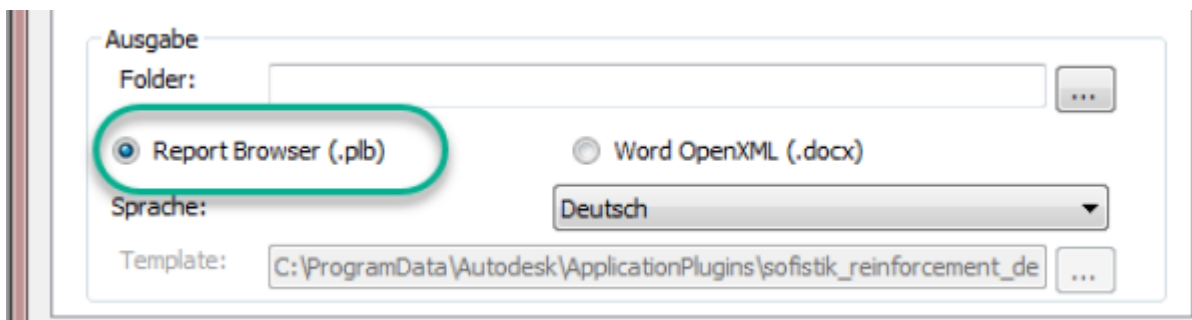 Ausgabe
Folder:
...
Report Browser (.plb) Word OpenXML (.docx)
Sprache: Deutsch
Template: C:\ProgramData\Autodesk\ApplicationPlugins\sofistik_reinforcement_de ...